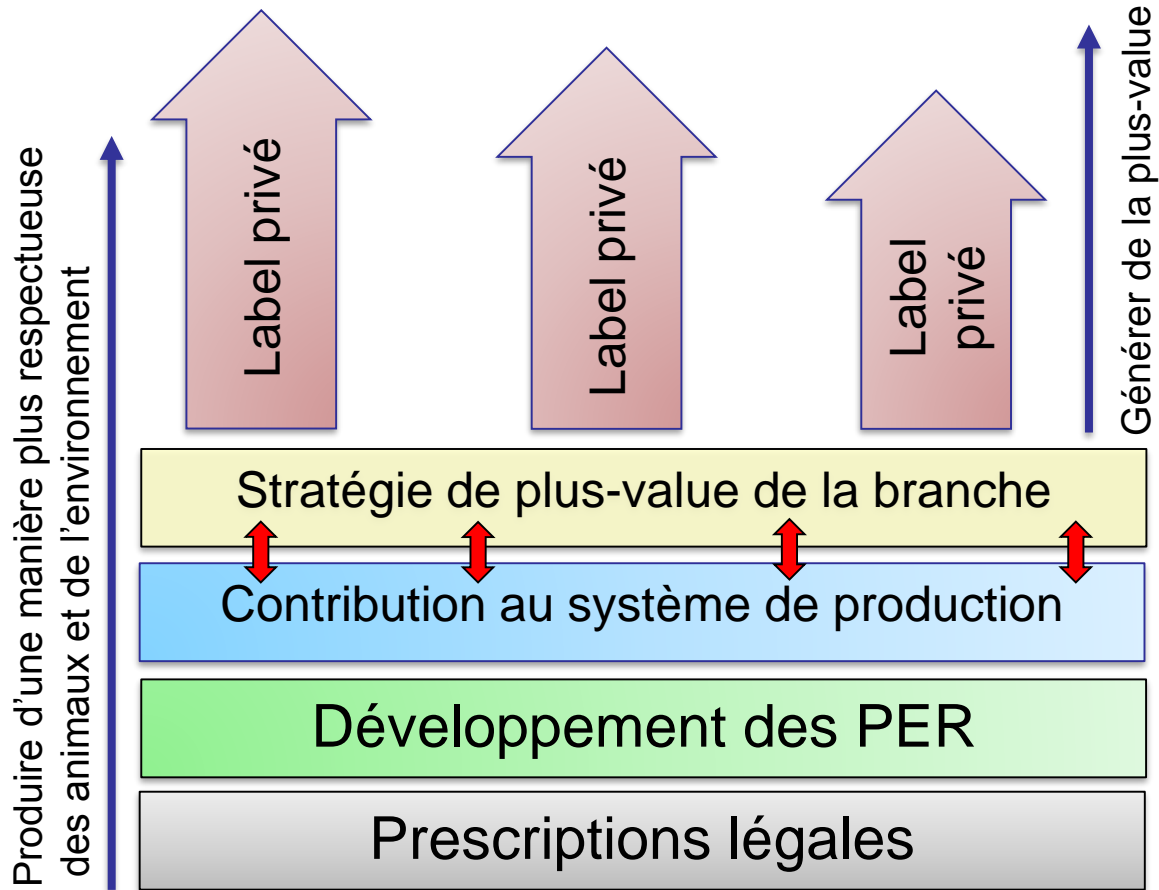 Produire d'une manière plus respectueuse
des animaux et de l'environnement
Label privé
Label privé
Label
privé
Générer de la plus-value
Stratégie de plus-value de la branche
Contribution au système de production
Développement des PER
Prescriptions légales